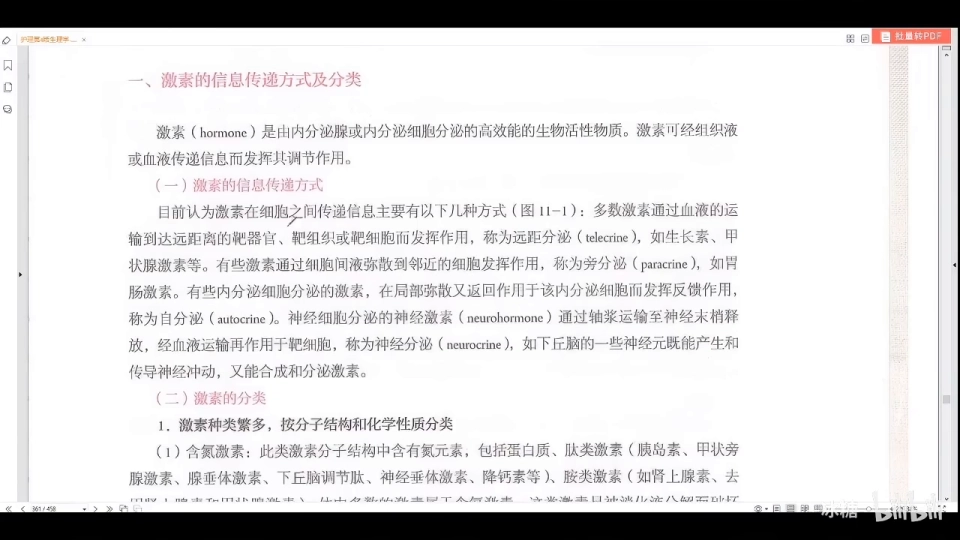 批量转PDF
一、激素的信息传递方式及分类
激素（hormone）是由内分泌腺或内分泌细胞分泌的高效能的生物活性物质。激素可经组织液
或血液传递信息而发挥其调节作用。
（一）激素的信息传递方式
目前认为激素在细胞之间传递信息主要有以下几种方式（图 11-1）：多数激素通过血液的运
输到达远距离的靶器官、靶组织或靶细胞而发挥作用，称为远距分泌（telecrine），如生长素、甲
状腺激素等。有些激素通过细胞间液弥散到邻近的细胞发挥作用，称为旁分泌（paracrine），如胃
肠激素。有些内分泌细胞分泌的激素，在局部弥散又返回作用于该内分泌细胞而发挥反馈作用，
称为自分泌（autocrine）。神经细胞分泌的神经激素（neurohormone）通过轴浆运输至神经末梢释
放，经血液运输再作用于靶细胞，称为神经分泌（neurocrine），如下丘脑的一些神经元既能产生和
传导神经冲动，又能合成和分泌激素。
（二）激素的分类
1．激素种类繁多，按分子结构和化学性质分类
（1）含氮激素：此类激素分子结构中含有氮元素，包括蛋白质、肽类激素（胰岛素、甲状旁
腺激素、腺垂体激素、下丘脑调节肽、神经垂体激素、降钙素等）、胺类激素（如肾上腺素、去
361/458
bilibili